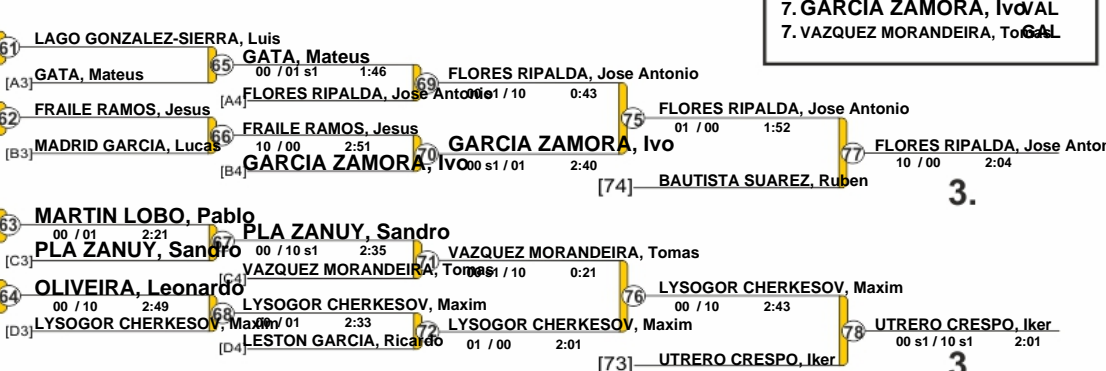 7. GARCIA ZAMORA, Ivo VAL
7. VAZQUEZ MORANDEIRA, Tomas GAL
61 LAGO GONZALEZ-SIERRA, Luis
[A3] GATA, Mateus
62 FRAILE RAMOS, Jesus
[B3] MADRID GARCIA, Lucas
63 MARTIN LOBO, Pablo
00 / 01 2:21
[C3] PLA ZANUY, Sandro
64 OLIVEIRA, Leonardo
00 / 10 2:49
[D3] LYSOGOR CHERKESOV, Maxim
65 GATA, Mateus
00 / 01 s1 1:46
[A4] FLORES RIPALDA, Jose Antonio
66 FRAILE RAMOS, Jesus
10 / 00 2:51
[B4] GARCIA ZAMORA, Ivo
67 PLA ZANUY, Sandro
00 / 10 s1 2:35
[C4] VAZQUEZ MORANDEIRA, Tomas
68 LYSOGOR CHERKESOV, Maxim
00 / 01 2:33
[D4] LESTON GARCIA, Ricardo
69 FLORES RIPALDA, Jose Antonio
00 s1 / 10 0:43
70 GARCIA ZAMORA, Ivo
00 s1 / 01 2:40
71 VAZQUEZ MORANDEIRA, Tomas
00 s1 / 10 0:21
72 LYSOGOR CHERKESOV, Maxim
01 / 00 2:01
75 FLORES RIPALDA, Jose Antonio
01 / 00 1:52
[74] BAUTISTA SUAREZ, Ruben
76 LYSOGOR CHERKESOV, Maxim
00 / 10 2:43
[73] UTRERO CRESPO, Iker
77 FLORES RIPALDA, Jose Anton
10 / 00 2:04
3.
78 UTRERO CRESPO, Iker
00 s1 / 10 s1 2:01
3